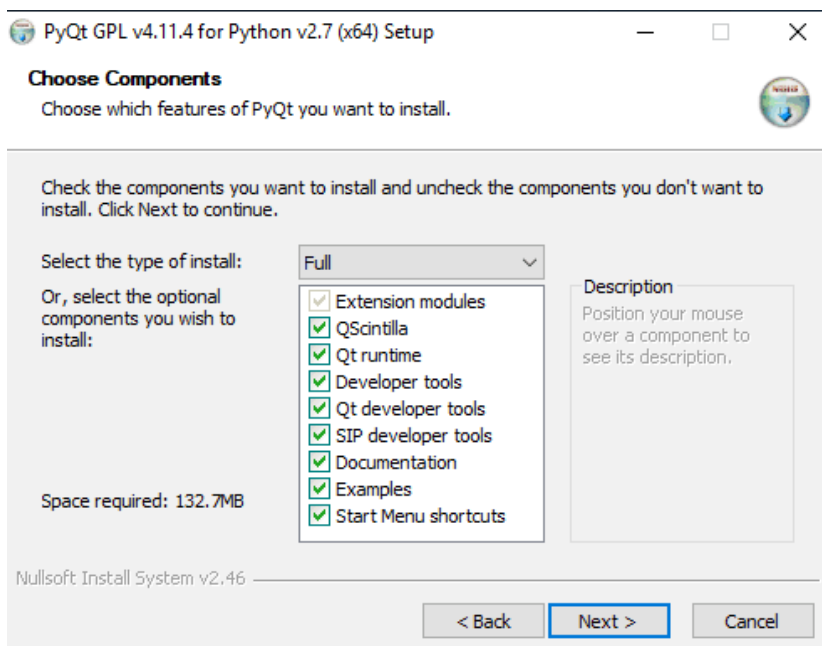 PyQt GPL v4.11.4 for Python v2.7 (x64) Setup
Choose Components
Choose which features of PyQt you want to install.
Check the components you want to install and uncheck the components you don't want to
install. Click Next to continue.
Select the type of install:
Full
Or, select the optional
components you wish to
install:
Extension modules
QScintilla
Qt runtime
Developer tools
Qt developer tools
SIP developer tools
Documentation
Examples
Start Menu shortcuts
Description
Position your mouse
over a component to
see its description.
Space required: 132.7MB
Nullsoft Install System v2.46
< Back
Next >
Cancel